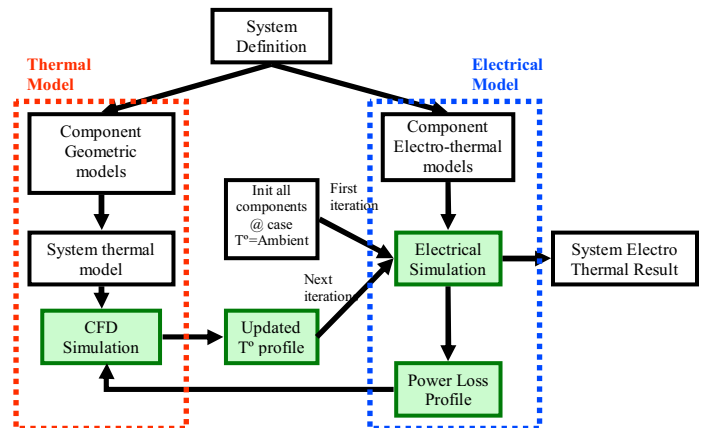 System
Definition
Thermal
Model
Electrical
Model
Component
Geometric
models
Component
Electro-thermal
models
Init all
components
@ case
Tº=Ambient
First
iteration
System thermal
model
Electrical
Simulation
System Electro
Thermal Result
Next
iterations
CFD
Simulation
Updated
Tº profile
Power Loss
Profile